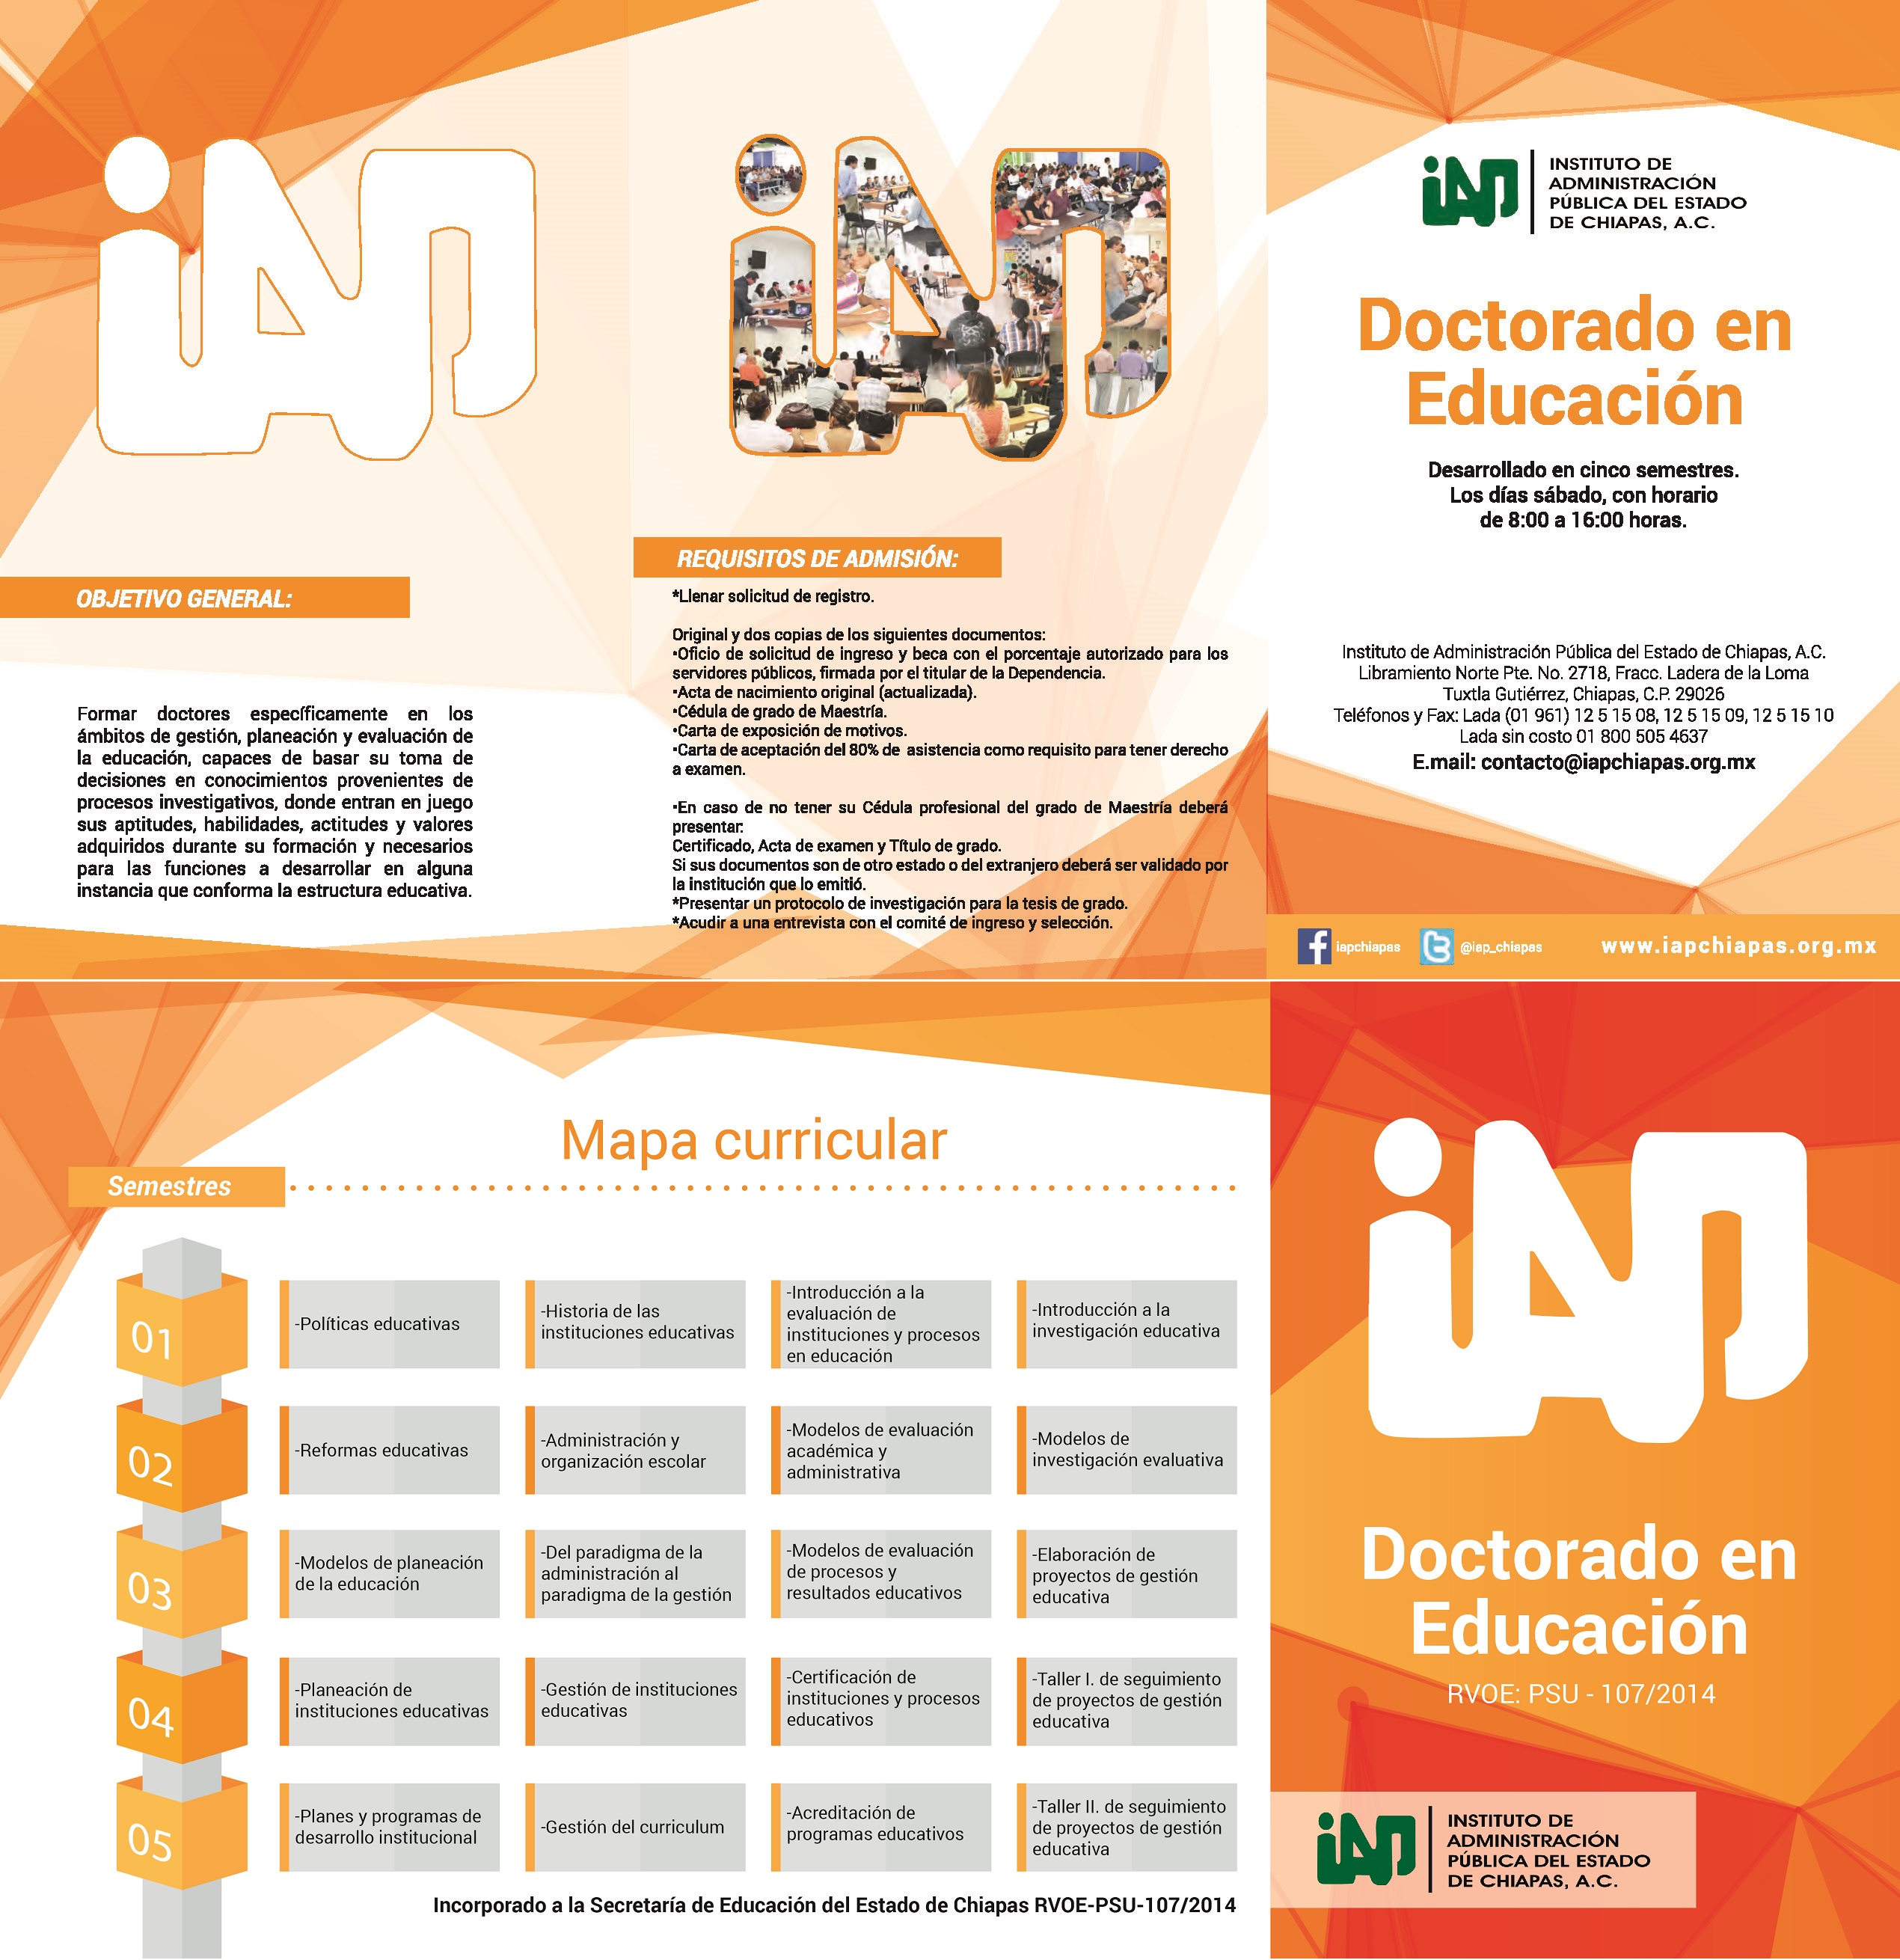 iAP
OBJETIVO GENERAL:
Formar doctores específicamente en los
ámbitos de gestión, planeación y evaluación de
la educación, capaces de basar su toma de
decisiones en conocimientos provenientes de
procesos investigativos, donde entran en juego
sus aptitudes, habilidades, actitudes y valores
adquiridos durante su formación y necesarios
para las funciones a desarrollar en alguna
instancia que conforma la estructura educativa.
iAP
REQUISITOS DE ADMISIÓN:
*Llenar solicitud de registro.
Original y dos copias de los siguientes documentos:
•Oficio de solicitud de ingreso y beca con el porcentaje autorizado para los
servidores públicos, firmada por el titular de la Dependencia.
•Acta de nacimiento original (actualizada).
•Cédula de grado de Maestría.
•Carta de exposición de motivos.
•Carta de aceptación del 80% de asistencia como requisito para tener derecho
a examen.
•En caso de no tener su Cédula profesional del grado de Maestría deberá
presentar:
Certificado, Acta de examen y Título de grado.
Si sus documentos son de otro estado o del extranjero deberá ser validado por
la institución que lo emitió.
*Presentar un protocolo de investigación para la tesis de grado.
*Acudir a una entrevista con el comité de ingreso y selección.
iAP
INSTITUTO DE
ADMINISTRACIÓN
PÚBLICA DEL ESTADO
DE CHIAPAS, A.C.
Doctorado en
Educación
Desarrollado en cinco semestres.
Los días sábado, con horario
de 8:00 a 16:00 horas.
Instituto de Administración Pública del Estado de Chiapas, A.C.
Libramiento Norte Pte. No. 2718, Fracc. Ladera de la Loma
Tuxtla Gutiérrez, Chiapas, C.P. 29026
Teléfonos y Fax: Lada (01 961) 12 5 15 08, 12 5 15 09, 12 5 15 10
Lada sin costo 01 800 505 4637
E.mail: contacto@iapchiapas.org.mx
f iapchiapas @iap_chiapas www.iapchiapas.org.mx
Mapa curricular
Semestres
01
-Políticas educativas
-Historia de las
instituciones educativas
-Introducción a la
evaluación de
instituciones y procesos
en educación
-Introducción a la
investigación educativa
02
-Reformas educativas
-Administración y
organización escolar
-Modelos de evaluación
académica y
administrativa
-Modelos de
investigación evaluativa
03
-Modelos de planeación
de la educación
-Del paradigma de la
administración al
paradigma de la gestión
-Modelos de evaluación
de procesos y
resultados educativos
-Elaboración de
proyectos de gestión
educativa
04
-Planeación de
instituciones educativas
-Gestión de instituciones
educativas
-Certificación de
instituciones y procesos
educativos
-Taller I. de seguimiento
de proyectos de gestión
educativa
05
-Planes y programas de
desarrollo institucional
-Gestión del curriculum
-Acreditación de
programas educativos
-Taller II. de seguimiento
de proyectos de gestión
educativa
Incorporado a la Secretaría de Educación del Estado de Chiapas RVOE-PSU-107/2014
iAP
Doctorado en
Educación
RVOE: PSU - 107/2014
iAP
INSTITUTO DE
ADMINISTRACIÓN
PÚBLICA DEL ESTADO
DE CHIAPAS, A.C.